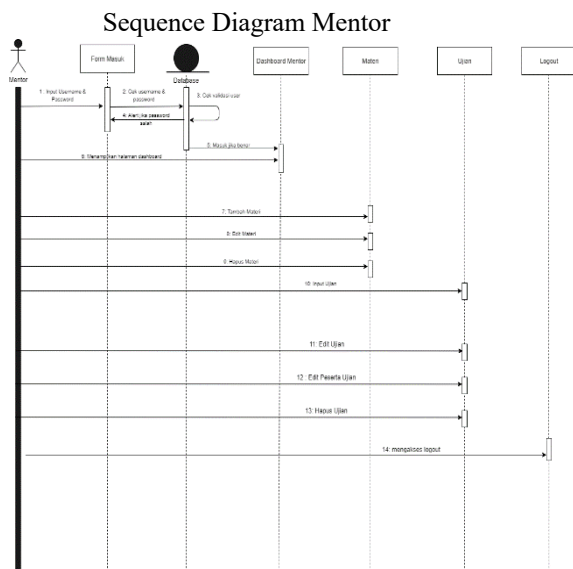 Sequence Diagram Mentor
Form Masuk
Dashboard Mentor
Materi
Ujian
Logout
Mentor
Database
1: Input Username &
Password
2: Cek username &
password
3: Cek validasi user
4: Alert jika password
salah
5: Masuk jika benar
6: Menampilkan halaman dashboard
7: Tambah Materi
8: Edit Materi
9: Hapus Materi
10: Input Ujian
11: Edit Ujian
12 : Edit Peserta Ujian
13: Hapus Ujian
14: mengakses logout